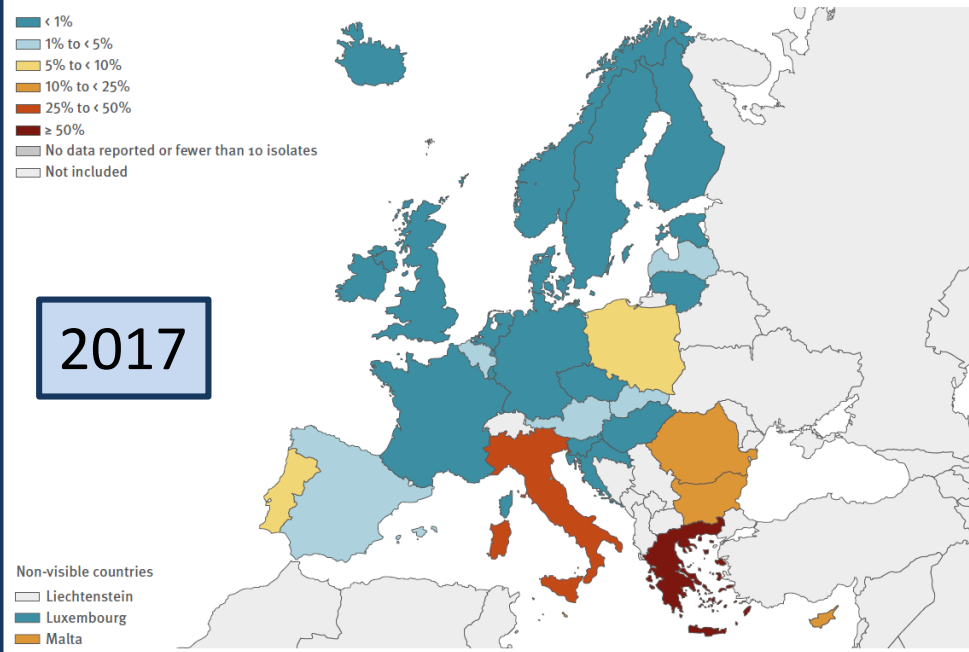 < 1%
1% to < 5%
5% to < 10%
10% to < 25%
25% to < 50%
≥ 50%
No data reported or fewer than 10 isolates
Not included
2017
Non-visible countries
Liechtenstein
Luxembourg
Malta